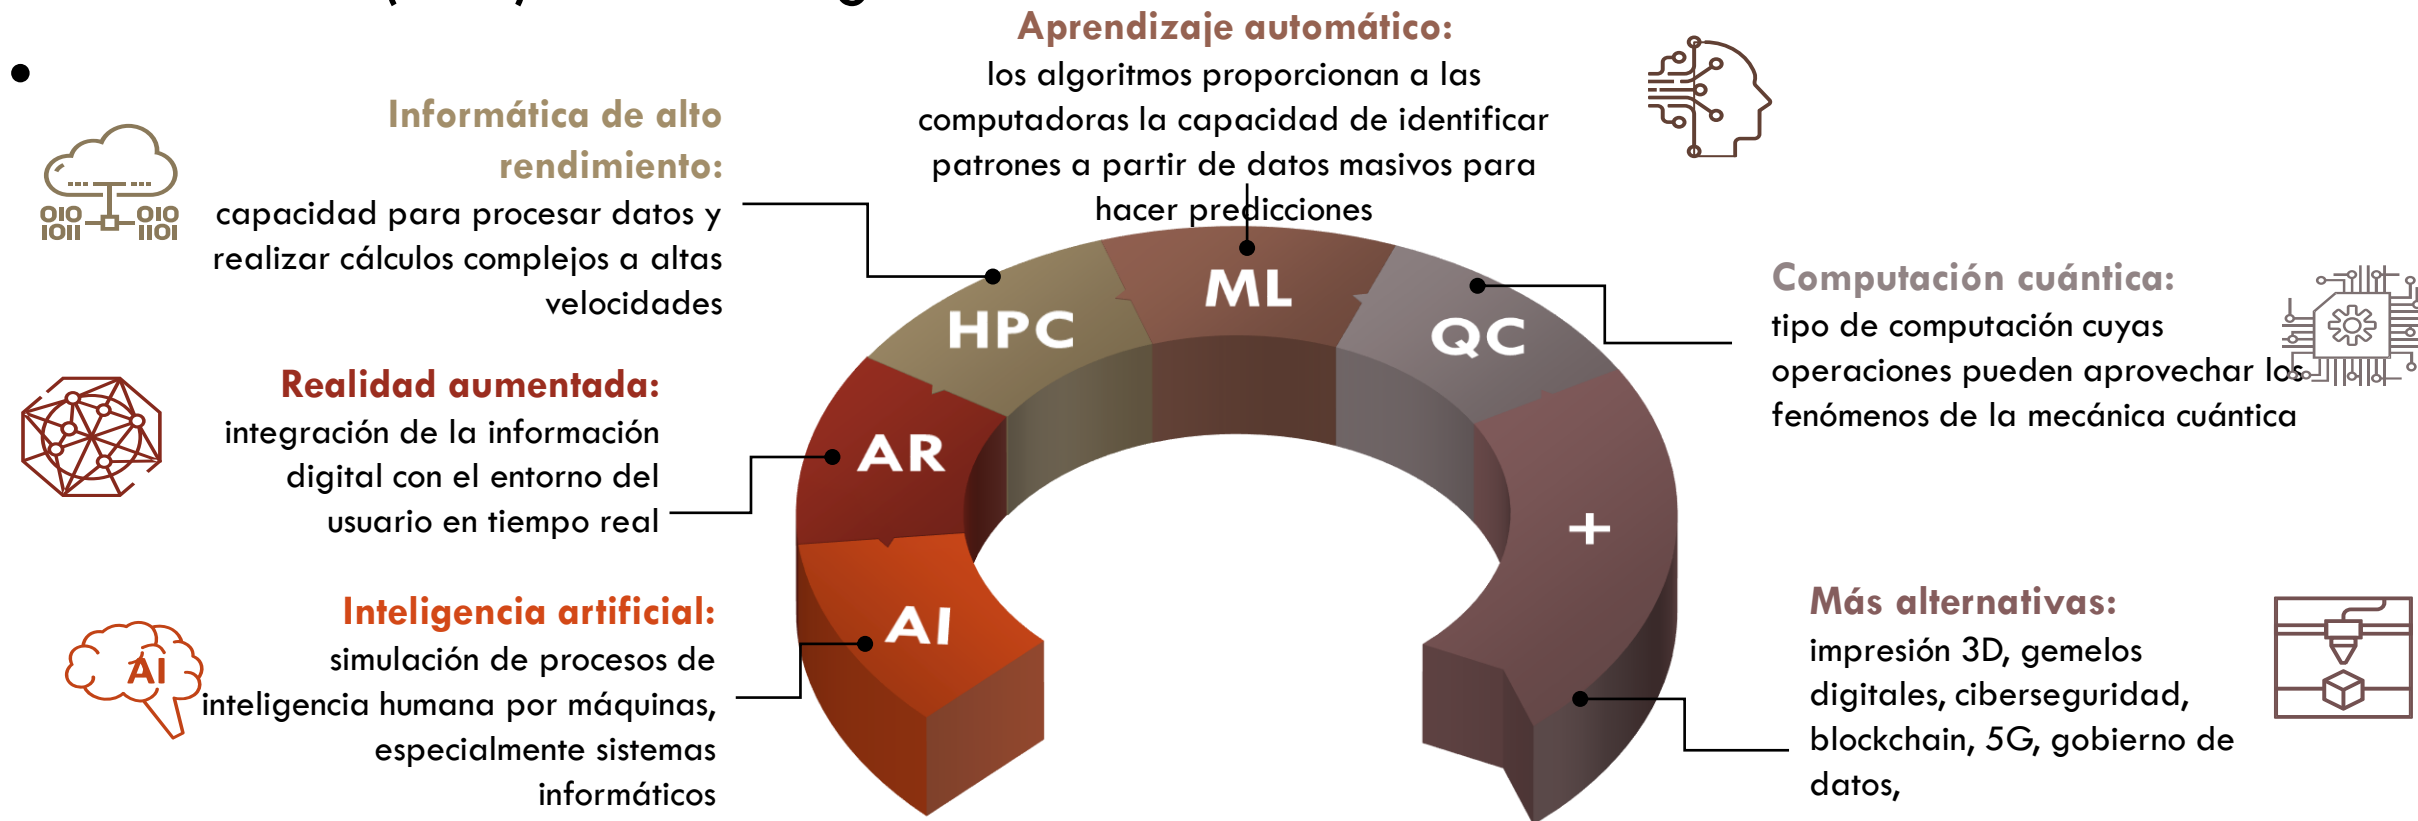 Aprendizaje automático:
los algoritmos proporcionan a las
computadoras la capacidad de identificar
patrones a partir de datos masivos para
hacer predicciones
•
Informática de alto
rendimiento:
capacidad para procesar datos y
realizar cálculos complejos a altas
velocidades
010 010
1011 1101
Realidad aumentada:
integración de la información
digital con el entorno del
usuario en tiempo real
Inteligencia artificial:
simulación de procesos de
inteligencia humana por máquinas,
especialmente sistemas
informáticos
AI
AI
AR
HPC
ML
QC
+
Computación cuántica:
tipo de computación cuyas
operaciones pueden aprovechar los
fenómenos de la mecánica cuántica
Más alternativas:
impresión 3D, gemelos
digitales, ciberseguridad,
blockchain, 5G, gobierno de
datos,